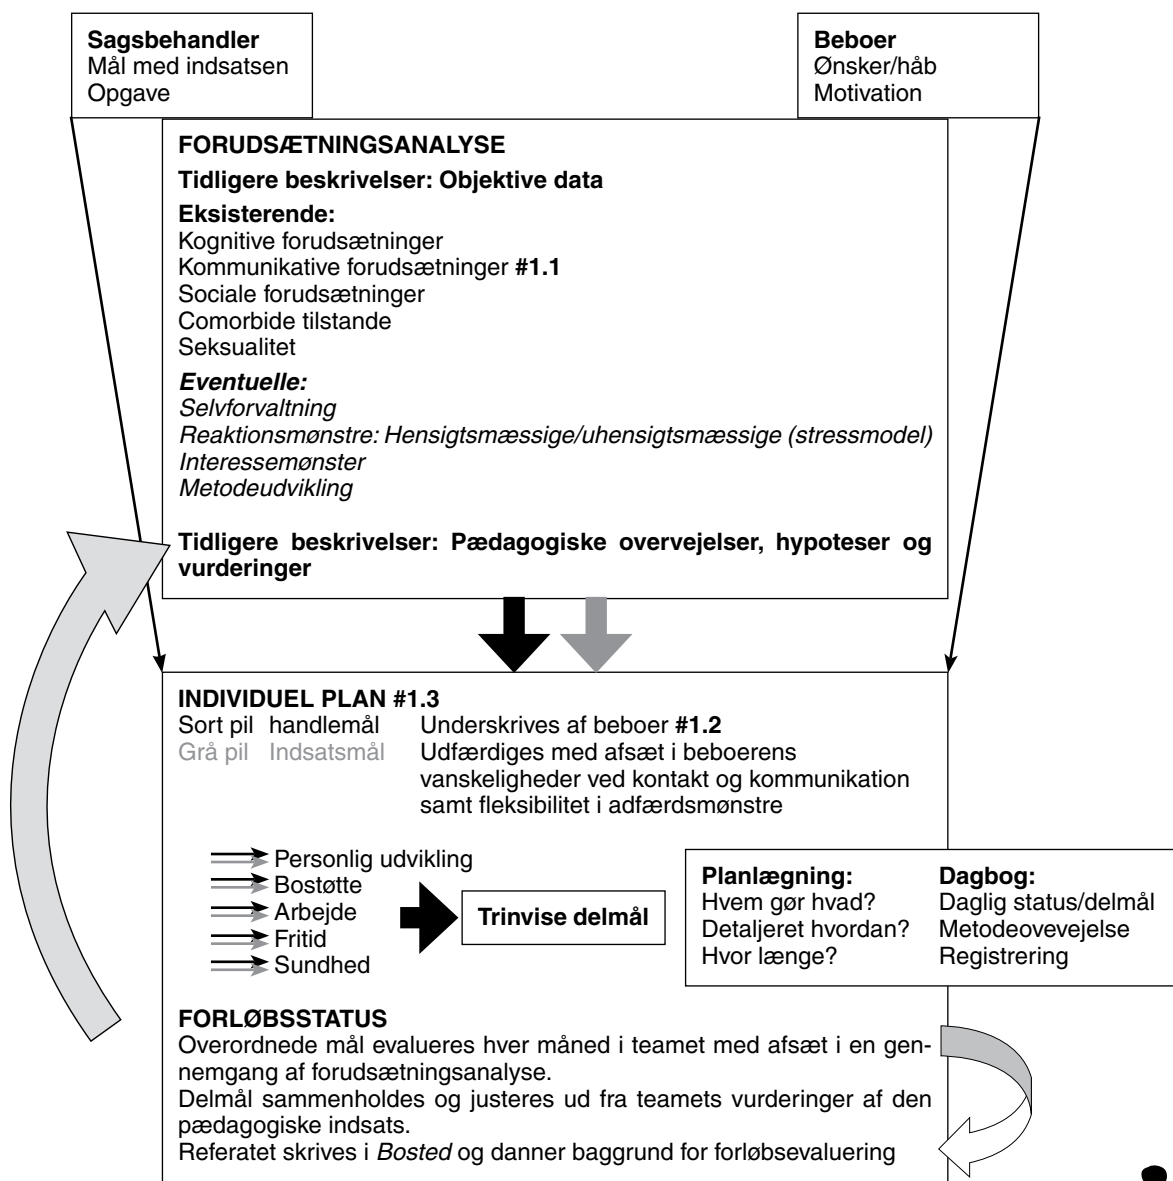 Sagsbehandler
Mål med indsatsen
Opgave
Beboer
Ønsker/håb
Motivation
FORUDSÆTNINGSANALYSE
Tidligere beskrivelser: Objektive data
Eksisterende:
Kognitive forudsætninger
Kommunikative forudsætninger #1.1
Sociale forudsætninger
Comorbide tilstande
Seksualitet
Eventuelle:
Selvforvaltning
Reaktionsmønstre: Hensigtsmæssige/uhensigtsmæssige (stressmodel)
Interessemønster
Metodeudvikling
Tidligere beskrivelser: Pædagogiske overvejelser, hypoteser og
vurderinger
INDIVIDUEL PLAN #1.3
Sort pil handlemål Underskrives af beboer #1.2
Grå pil Indsatsmål Udfærdiges med afsæt i beboerens
vanskeligheder ved kontakt og kommunikation
samt fleksibilitet i adfærdsmønstre
Personlig udvikling
Bostøtte
Arbejde
Fritid
Sundhed
Trinvise delmål
Planlægning:
Hvem gør hvad?
Detaljeret hvordan?
Hvor længe?
Dagbog:
Daglig status/delmål
Metodeovevejelse
Registrering
FORLØBSSTATUS
Overordnede mål evalueres hver måned i teamet med afsæt i en gen-
nemgang af forudsætningsanalyse.
Delmål sammenholdes og justeres ud fra teamets vurderinger af den
pædagogiske indsats.
Referatet skrives i Bosted og danner baggrund for forløbsevaluering